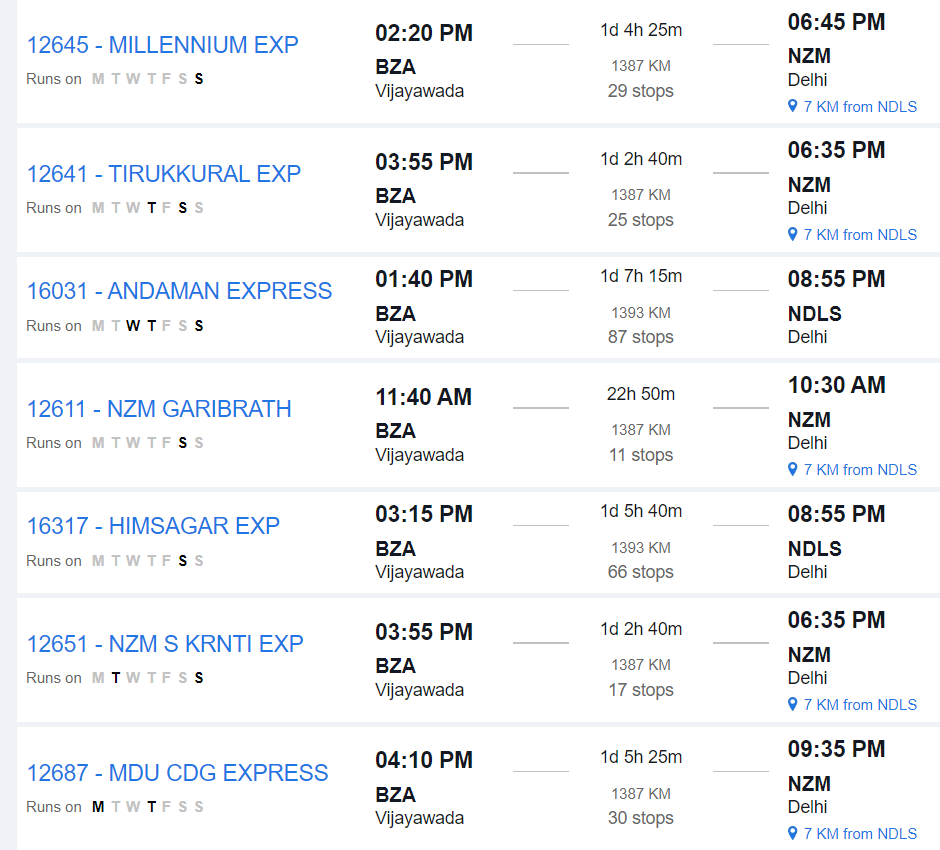 12645 - MILLENNIUM EXP
Runs on M T W T F S S
02:20 PM
BZA
Vijayawada
1d 4h 25m
1387 KM
29 stops
06:45 PM
NZM
Delhi
7 KM from NDLS
12641 - TIRUKKURAL EXP
Runs on M T W T F S S
03:55 PM
BZA
Vijayawada
1d 2h 40m
1387 KM
25 stops
06:35 PM
NZM
Delhi
7 KM from NDLS
16031 - ANDAMAN EXPRESS
Runs on M T W T F S S
01:40 PM
BZA
Vijayawada
1d 7h 15m
1393 KM
87 stops
08:55 PM
NDLS
Delhi
12611 - NZM GARIBRATH
Runs on M T W T F S S
11:40 AM
BZA
Vijayawada
22h 50m
1387 KM
11 stops
10:30 AM
NZM
Delhi
7 KM from NDLS
16317 - HIMSAGAR EXP
Runs on M T W T F S S
03:15 PM
BZA
Vijayawada
1d 5h 40m
1393 KM
66 stops
08:55 PM
NDLS
Delhi
12651 - NZM S KRNTI EXP
Runs on M T W T F S S
03:55 PM
BZA
Vijayawada
1d 2h 40m
1387 KM
17 stops
06:35 PM
NZM
Delhi
7 KM from NDLS
12687 - MDU CDG EXPRESS
Runs on M T W T F S S
04:10 PM
BZA
Vijayawada
1d 5h 25m
1387 KM
30 stops
09:35 PM
NZM
Delhi
7 KM from NDLS